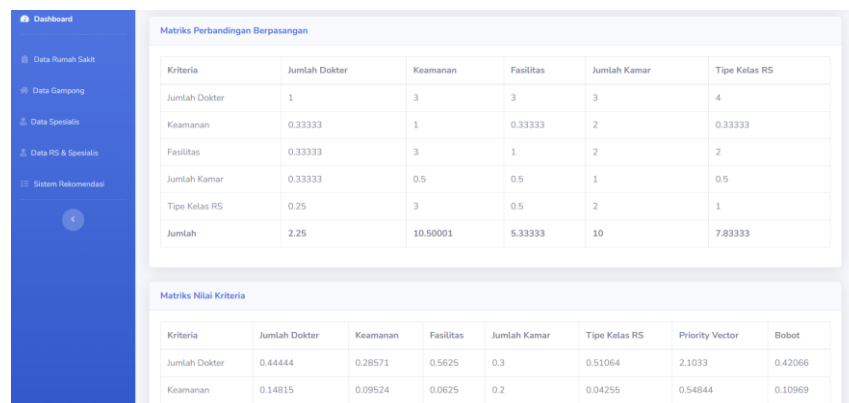 Dashboard
Data Rumah Sakit
Data Gampong
Data Spesialis
Data RS & Spesialis
Sistem Rekomendasi
Matriks Perbandingan Berpasangan
Kriteria Jumlah Dokter Keamanan Fasilitas Jumlah Kamar Tipe Kelas RS
Jumlah Dokter 1 3 3 3 4
Keamanan 0.33333 1 0.33333 2 0.33333
Fasilitas 0.33333 3 1 2 2
Jumlah Kamar 0.33333 0.5 0.5 1 0.5
Tipe Kelas RS 0.25 3 0.5 2 1
Jumlah 2.25 10.50001 5.33333 10 7.83333
Matriks Nilai Kriteria
Kriteria Jumlah Dokter Keamanan Fasilitas Jumlah Kamar Tipe Kelas RS Priority Vector Bobot
Jumlah Dokter 0.44444 0.28571 0.5625 0.3 0.51064 2.1033 0.42066
Keamanan 0.14815 0.09524 0.0625 0.2 0.04255 0.54844 0.10969